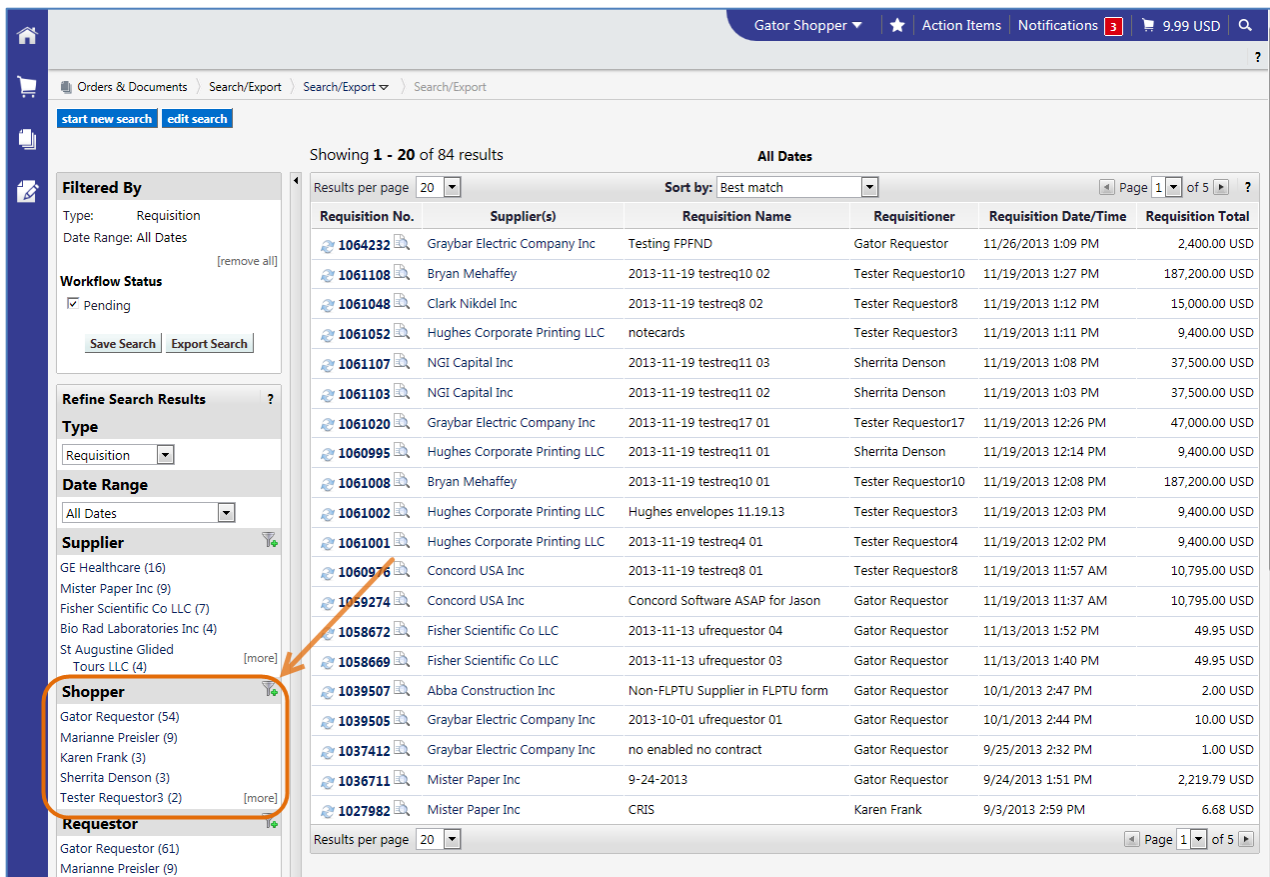 Gator Shopper Action Items Notifications 3 9.99 USD
?
Orders & Documents Search/Export Search/Export Search/Export
start new search edit search
Showing 1 - 20 of 84 results All Dates
Filtered By
Type: Requisition
Date Range: All Dates
[remove all]
Workflow Status
Pending
Save Search Export Search
Refine Search Results ?
Type
Requisition
Date Range
All Dates
Supplier
GE Healthcare (16)
Mister Paper Inc (9)
Fisher Scientific Co LLC (7)
Bio Rad Laboratories Inc (4)
St Augustine Glided
Tours LLC (4) [more]
Shopper
Gator Requestor (54)
Marianne Preisler (9)
Karen Frank (3)
Sherrita Denson (3)
Tester Requestor3 (2) [more]
Requestor
Gator Requestor (61)
Marianne Preisler (9)
Results per page 20 Sort by: Best match Page 1 of 5 ?
Requisition No. Supplier(s) Requisition Name Requisitioner Requisition Date/Time Requisition Total
1064232 Graybar Electric Company Inc Testing FPFND Gator Requestor 11/26/2013 1:09 PM 2,400.00 USD
1061108 Bryan Mehaffey 2013-11-19 testreq10 02 Tester Requestor10 11/19/2013 1:27 PM 187,200.00 USD
1061048 Clark Nikdel Inc 2013-11-19 testreq8 02 Tester Requestor8 11/19/2013 1:12 PM 15,000.00 USD
1061052 Hughes Corporate Printing LLC notecards Tester Requestor3 11/19/2013 1:11 PM 9,400.00 USD
1061107 NGI Capital Inc 2013-11-19 testreq11 03 Sherrita Denson 11/19/2013 1:08 PM 37,500.00 USD
1061103 NGI Capital Inc 2013-11-19 testreq11 02 Sherrita Denson 11/19/2013 1:03 PM 37,500.00 USD
1061020 Graybar Electric Company Inc 2013-11-19 testreq17 01 Tester Requestor17 11/19/2013 12:26 PM 47,000.00 USD
1060995 Hughes Corporate Printing LLC 2013-11-19 testreq11 01 Sherrita Denson 11/19/2013 12:14 PM 9,400.00 USD
1061008 Bryan Mehaffey 2013-11-19 testreq10 01 Tester Requestor10 11/19/2013 12:08 PM 187,200.00 USD
1061002 Hughes Corporate Printing LLC Hughes envelopes 11.19.13 Tester Requestor3 11/19/2013 12:03 PM 9,400.00 USD
1061001 Hughes Corporate Printing LLC 2013-11-19 testreq4 01 Tester Requestor4 11/19/2013 12:02 PM 9,400.00 USD
1060976 Concord USA Inc 2013-11-19 testreq8 01 Tester Requestor8 11/19/2013 11:57 AM 10,795.00 USD
1059274 Concord USA Inc Concord Software ASAP for Jason Gator Requestor 11/19/2013 11:37 AM 10,795.00 USD
1058672 Fisher Scientific Co LLC 2013-11-13 ufrequestor 04 Gator Requestor 11/13/2013 1:52 PM 49.95 USD
1058669 Fisher Scientific Co LLC 2013-11-13 ufrequestor 03 Gator Requestor 11/13/2013 1:40 PM 49.95 USD
1039507 Abba Construction Inc Non-FLPTU Supplier in FLPTU form Gator Requestor 10/1/2013 2:47 PM 2.00 USD
1039505 Graybar Electric Company Inc 2013-10-01 ufrequestor 01 Gator Requestor 10/1/2013 2:44 PM 10.00 USD
1037412 Graybar Electric Company Inc no enabled no contract Gator Requestor 9/25/2013 2:32 PM 1.00 USD
1036711 Mister Paper Inc 9-24-2013 Gator Requestor 9/24/2013 1:51 PM 2,219.79 USD
1027982 Mister Paper Inc CRIS Karen Frank 9/3/2013 2:59 PM 6.68 USD
Results per page 20 Page 1 of 5